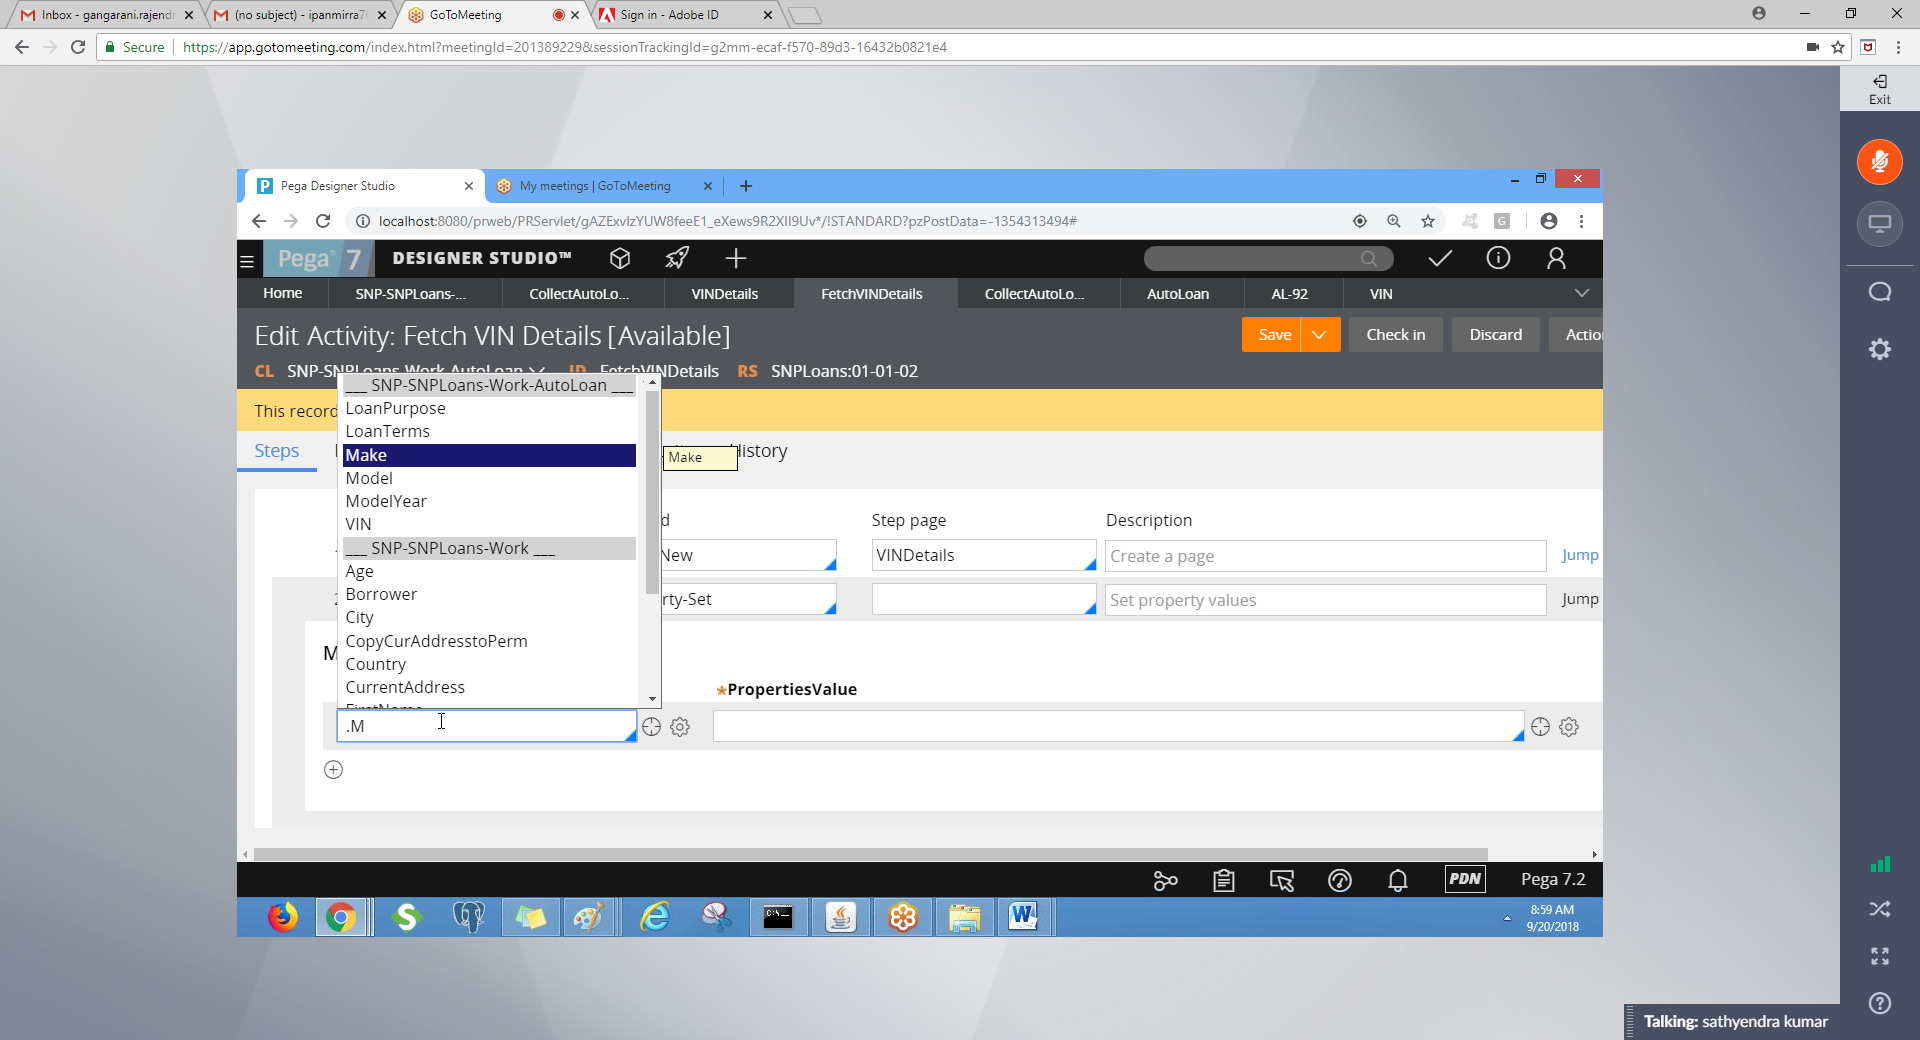 Inbox - gangarani.rajendr
(no subject) - ipanmirra70
GoToMeeting
Sign in - Adobe ID
Secure
https://app.gotomeeting.com/index.html?meetingId=201389229&sessionTrackingId=g2mm-ecaf-f570-89d3-16432b0821e4
Exit
Pega Designer Studio
My meetings | GoToMeeting
localhost:8080/prweb/PRServlet/gAZExvlzYUW8feeE1_eXews9R2XII9Uv*/!STANDARD?pzPostData=-1354313494#
Pega 7
DESIGNER STUDIO™
Home
SNP-SNPLoans-...
CollectAutoLo...
VINDetails
FetchVINDetails
CollectAutoLo...
AutoLoan
AL-92
VIN
Edit Activity: Fetch VIN Details [Available]
Save
Check in
Discard
Actio
CL SNP-SNPLoans-Work-AutoLoan ID FetchVINDetails RS SNPLoans:01-01-02
This record
Steps
History
___ SNP-SNPLoans-Work-AutoLoan ___
LoanPurpose
LoanTerms
Make
Make
Model
ModelYear
VIN
___ SNP-SNPLoans-Work ___
Age
Borrower
City
CopyCurAddresstoPerm
Country
CurrentAddress
FirstName
d
Step page
Description
New
VINDetails
Create a page
Jump
rty-Set
Set property values
Jump
M
*PropertiesValue
.M
PDN
Pega 7.2
8:59 AM
9/20/2018
Talking: sathyendra kumar